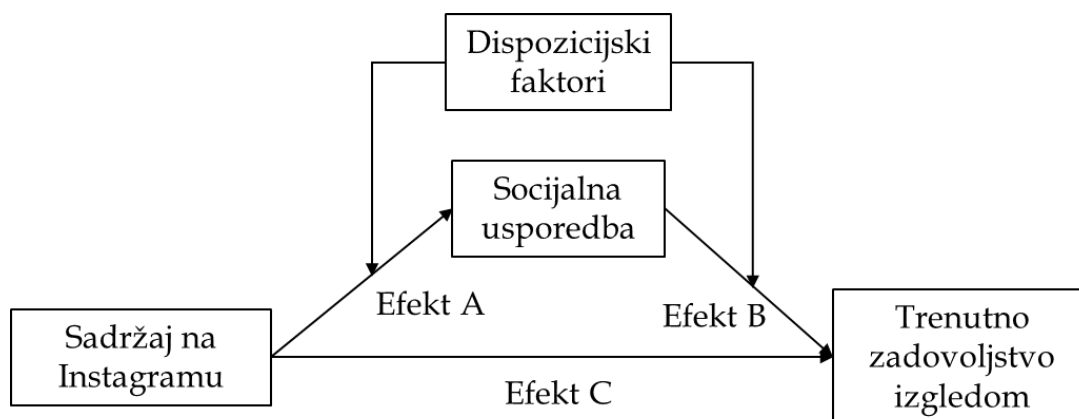 Dispozicijski
faktori
Socijalna
usporedba
Efekt A
Efekt B
Sadržaj na
Instagramu
Trenutno
zadovoljstvo
izgledom
Efekt C